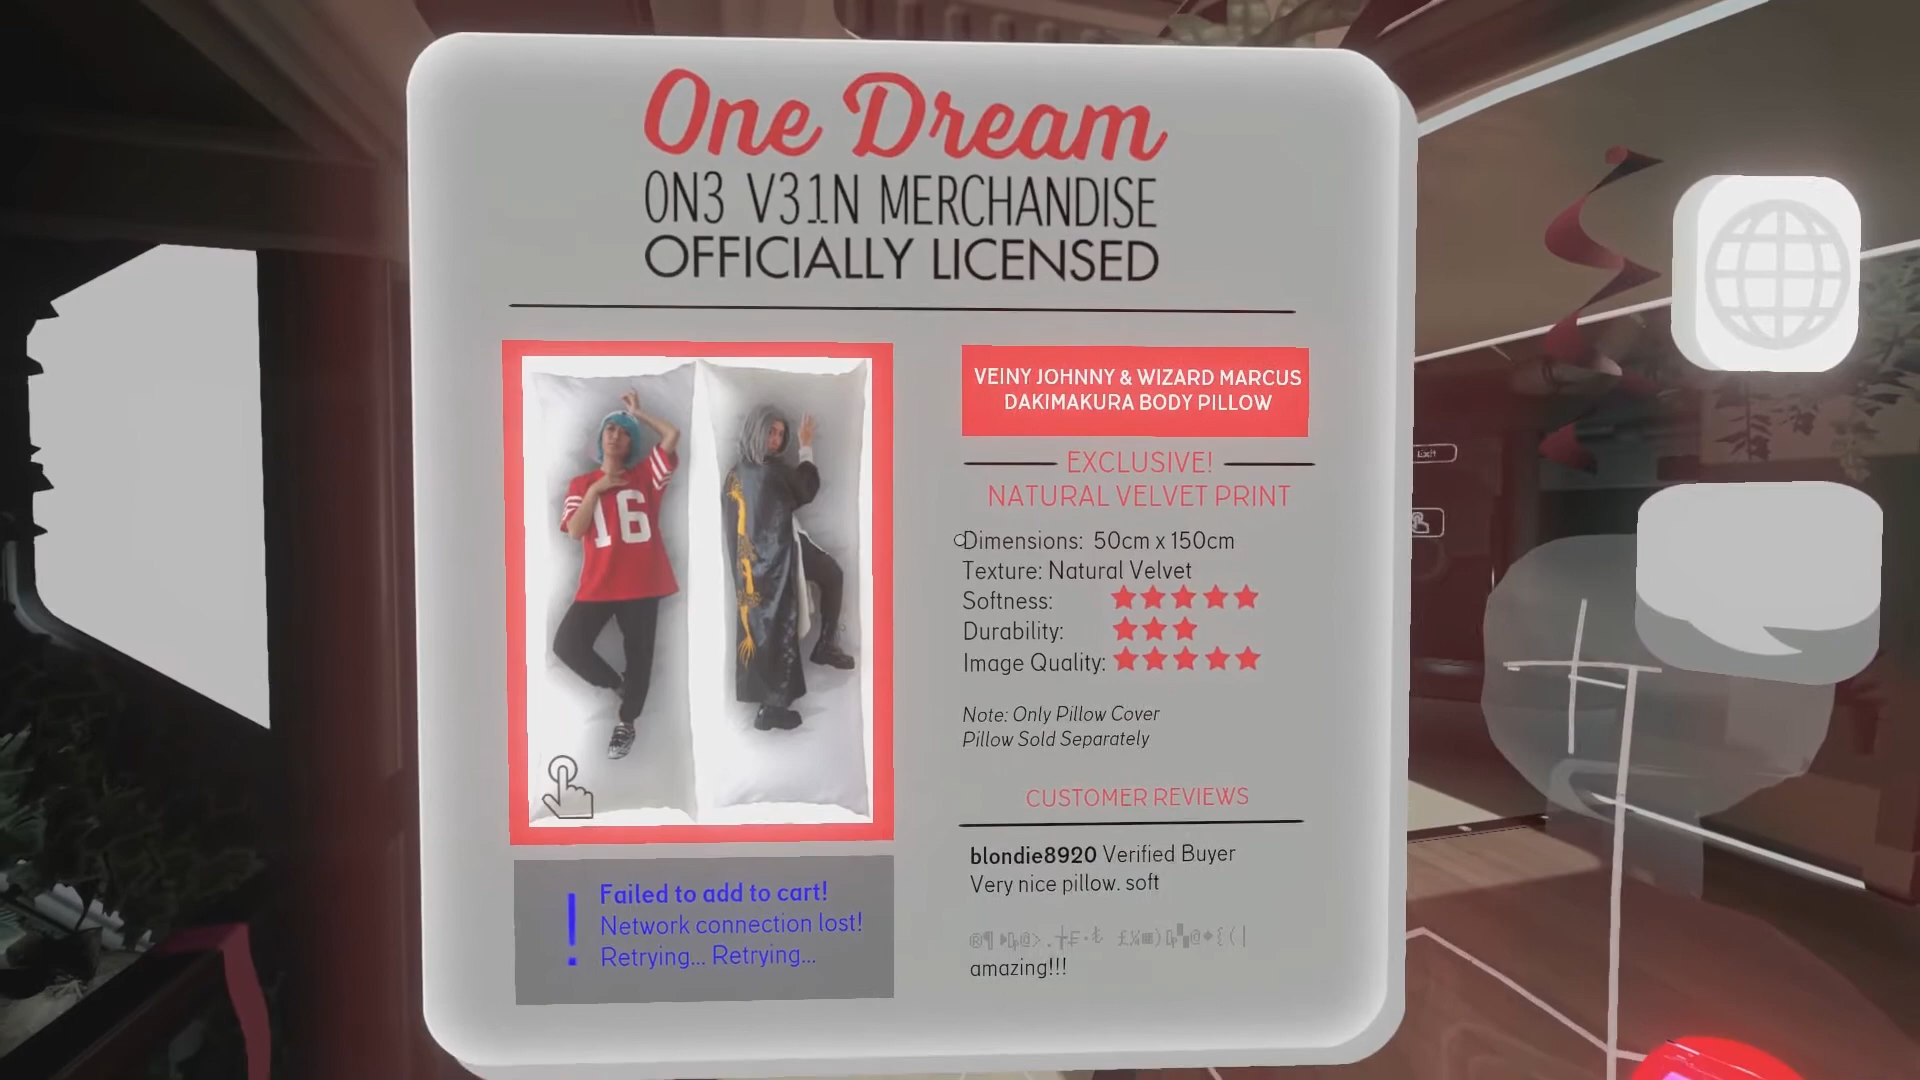 One Dream
0N3 V31N MERCHANDISE
OFFICIALLY LICENSED
VEINY JOHNNY & WIZARD MARCUS
DAKIMAKURA BODY PILLOW
EXCLUSIVE!
NATURAL VELVET PRINT
Dimensions: 50cm x 150cm
Texture: Natural Velvet
Softness: ★★★★★
Durability: ★★★
Image Quality: ★★★★★
Note: Only Pillow Cover
Pillow Sold Separately
16
! Failed to add to cart!
Network connection lost!
Retrying... Retrying...
CUSTOMER REVIEWS
blondie8920 Verified Buyer
Very nice pillow. soft
amazing!!!